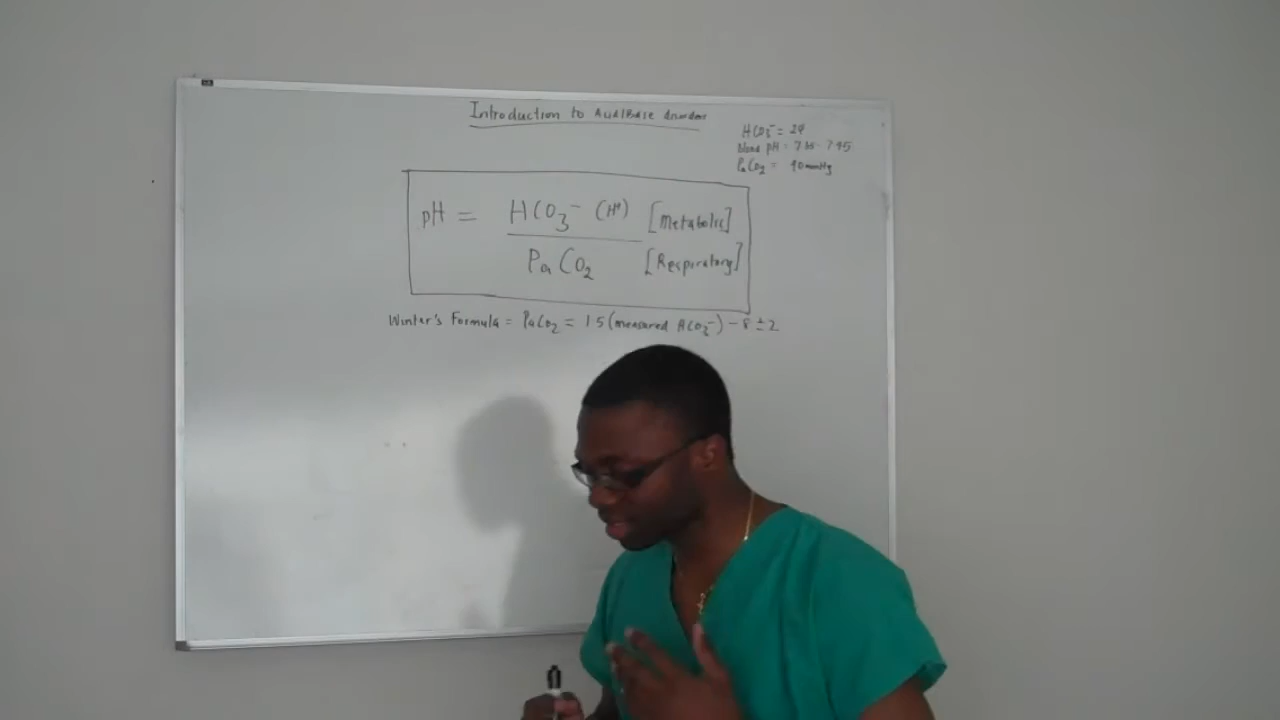 Introduction to Acid/Base disorders
HCO3⁻ = 24
blood pH = 7.35 - 7.45
PaCO2 = 40mmHg
pH = HCO3⁻ (H⁺) [Metabolic]
PaCO2 [Respiratory]
Winter's Formula = PaCO2 = 1.5 (measured HCO3⁻) - 8 ± 2